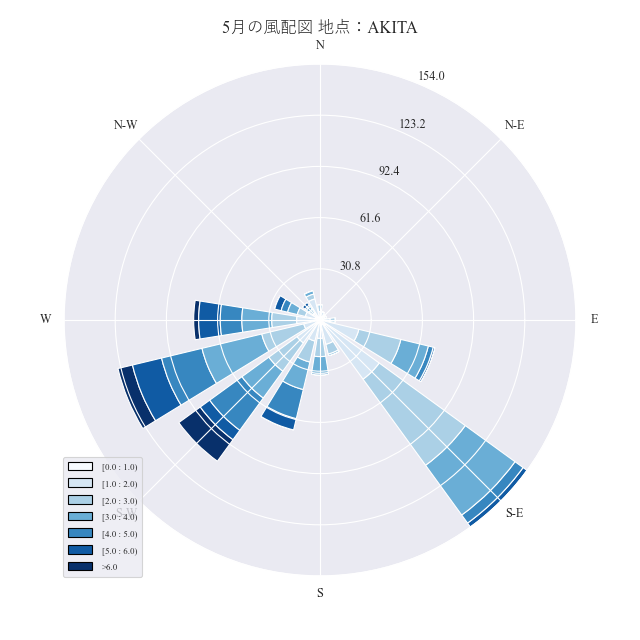 5月の風配図 地点：AKITA
N
154.0
N-W
123.2
N-E
92.4
61.6
30.8
W
E
[0.0 : 1.0)
[1.0 : 2.0)
[2.0 : 3.0)
S-W
S-E
[3.0 : 4.0)
[4.0 : 5.0)
[5.0 : 6.0)
>6.0
S